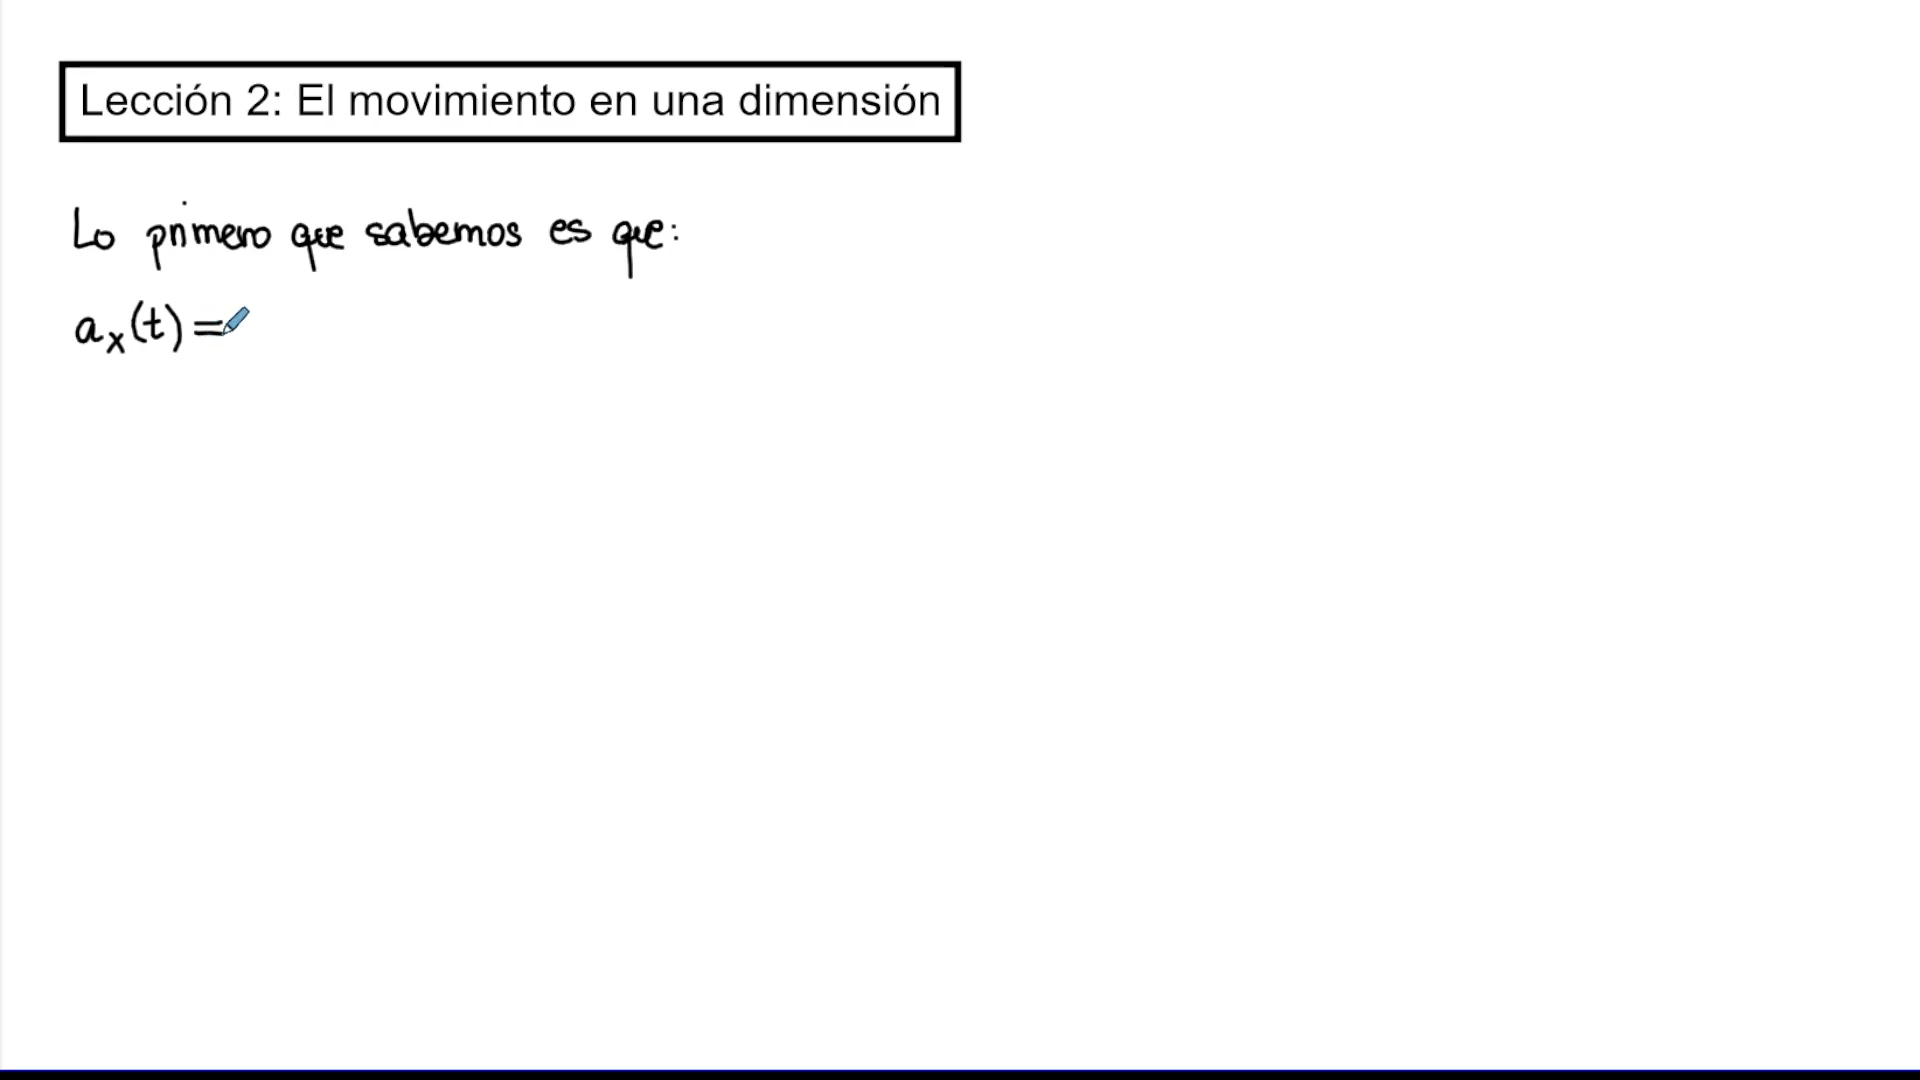 Lección 2: El movimiento en una dimensión
Lo primero que sabemos es que:
aₓ(t) =